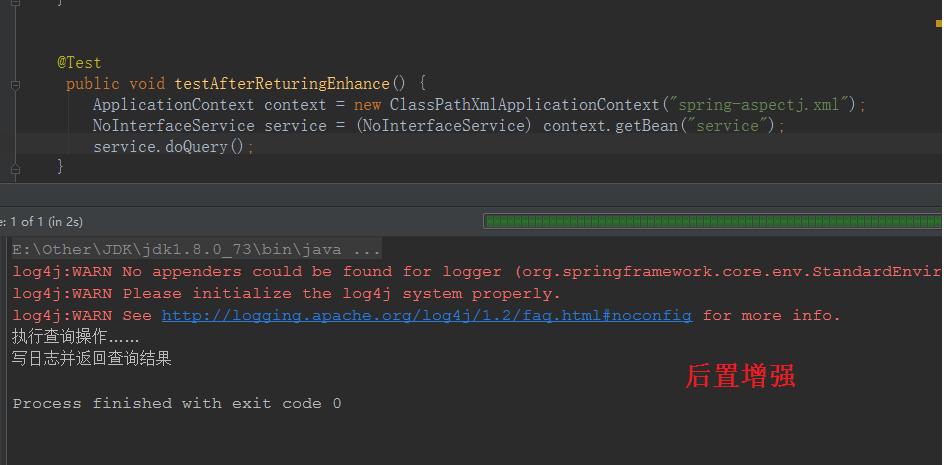 }
@Test
public void testAfterReturingEnhance() {
ApplicationContext context = new ClassPathXmlApplicationContext("spring-aspectj.xml");
NoInterfaceService service = (NoInterfaceService) context.getBean("service");
service.doQuery();
}
e: 1 of 1 (in 2s)
E:\Other\JDK\jdk1.8.0_73\bin\java ...
log4j:WARN No appenders could be found for logger (org.springframework.core.env.StandardEnvir
log4j:WARN Please initialize the log4j system properly.
log4j:WARN See http://logging.apache.org/log4j/1.2/faq.html#noconfig for more info.
执行查询操作……
写日志并返回查询结果
后置增强
Process finished with exit code 0